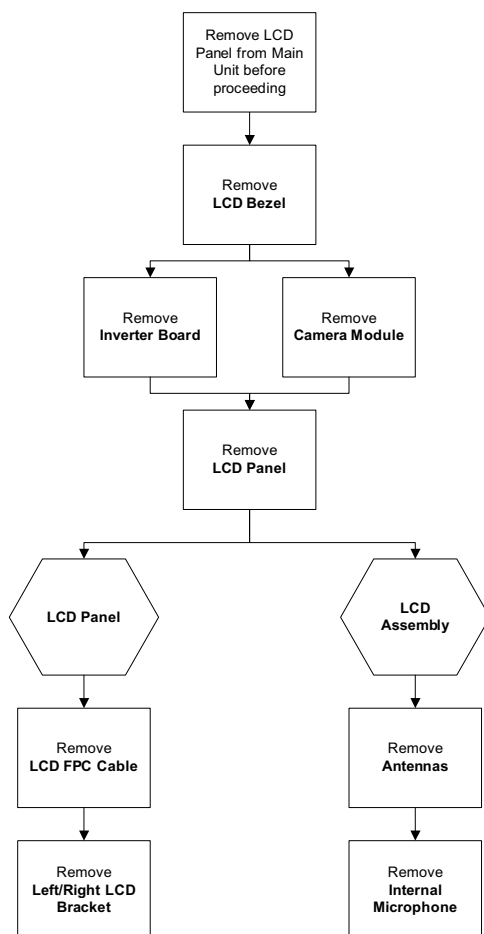 Remove LCD
Panel from Main
Unit before
proceeding
Remove
LCD Bezel
Remove
Inverter Board
Remove
Camera Module
Remove
LCD Panel
LCD Panel
LCD
Assembly
Remove
LCD FPC Cable
Remove
Antennas
Remove
Left/Right LCD
Bracket
Remove
Internal
Microphone